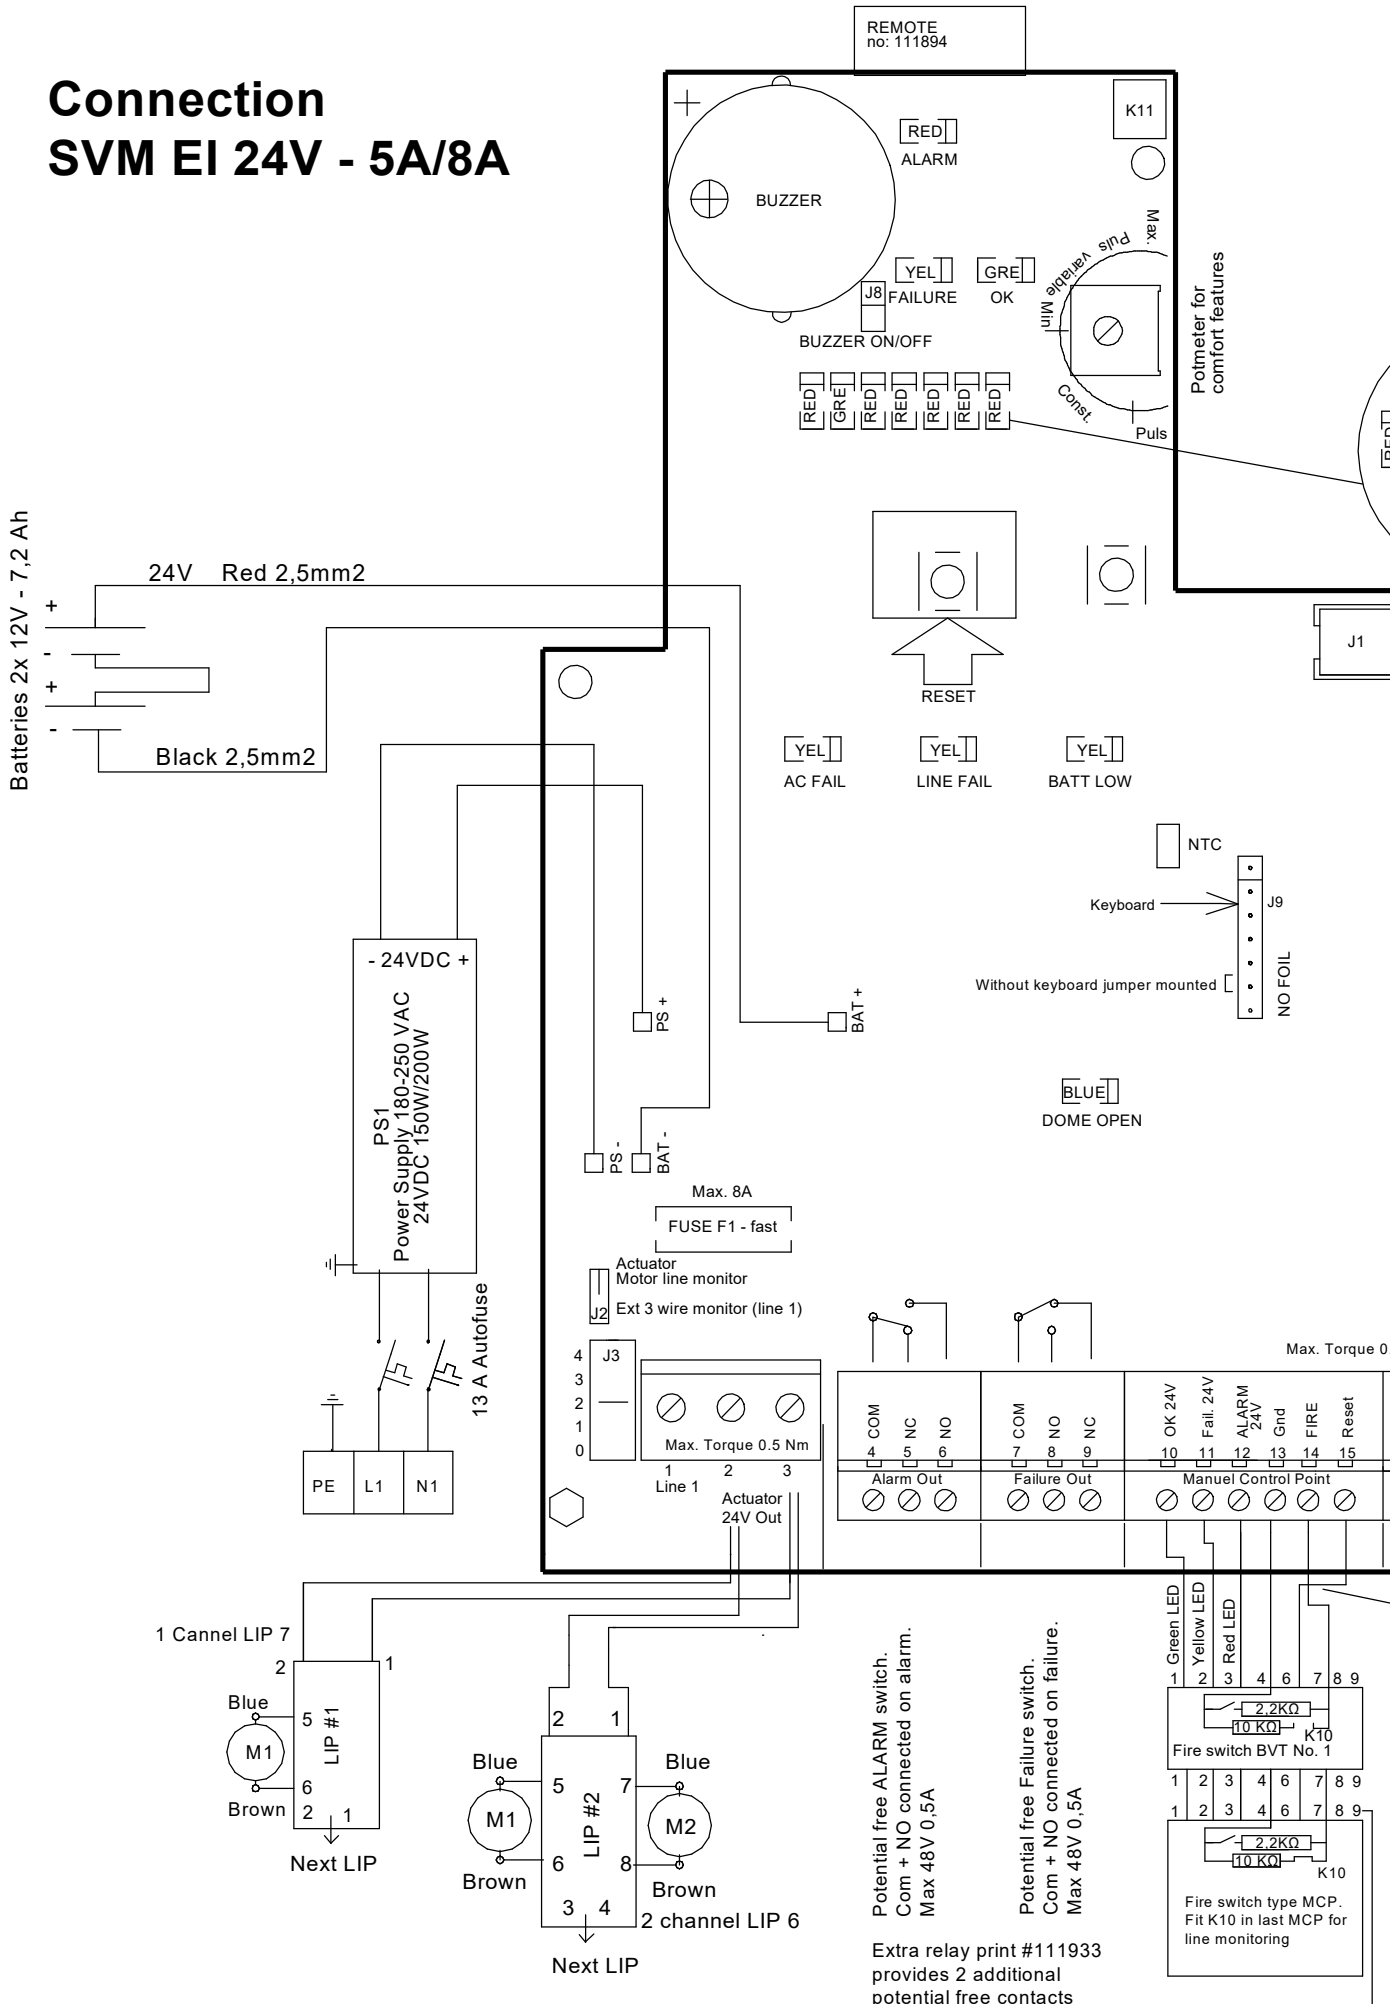 REMOTE
no: 111894
Connection
SVM EI 24V - 5A/8A
K11
RED
ALARM
BUZZER
Max.
Puls variable
Min
Const.
Puls
Potmeter for
comfort features
YEL
FAILURE
GRE
OK
J8
BUZZER ON/OFF
RED
GRE
RED
RED
RED
RED
RED
RED
Batteries 2x 12V - 7,2 Ah
24V Red 2,5mm2
+
-
+
-
Black 2,5mm2
RESET
J1
YEL
AC FAIL
YEL
LINE FAIL
YEL
BATT LOW
NTC
Keyboard
J9
Without keyboard jumper mounted
NO FOIL
- 24VDC +
PS1
Power Supply 180-250 VAC
24VDC 150W/200W
PS +
BAT +
BLUE
DOME OPEN
PS -
BAT -
Max. 8A
FUSE F1 - fast
Actuator
Motor line monitor
J2
Ext 3 wire monitor (line 1)
13 A Autofuse
J3
4
3
2
1
0
Max. Torque 0.5 Nm
1
2
3
Line 1
Actuator
24V Out
PE
L1
N1
Max. Torque 0.
COM
NC
NO
4
5
6
Alarm Out
COM
NO
NC
7
8
9
Failure Out
OK 24V
Fail. 24V
ALARM
24V
Gnd
FIRE
Reset
10
11
12
13
14
15
Manuel Control Point
Green LED
Yellow LED
Red LED
1 2 3 4 6 7 8 9
2,2KΩ
10 KΩ
K10
Fire switch BVT No. 1
1 2 3 4 6 7 8 9
1 2 3 4 6 7 8 9
2,2KΩ
10 KΩ
K10
Fire switch type MCP.
Fit K10 in last MCP for
line monitoring
1 Cannel LIP 7
2
1
Blue
5
M1
LIP #1
6
Brown
2
1
Next LIP
2
1
Blue
5
M1
6
Brown
LIP #2
7
Blue
M2
8
Brown
3 4
2 channel LIP 6
Next LIP
Potential free ALARM switch.
Com + NO connected on alarm.
Max 48V 0,5A
Potential free Failure switch.
Com + NO connected on failure.
Max 48V 0,5A
Extra relay print #111933
provides 2 additional
potential free contacts